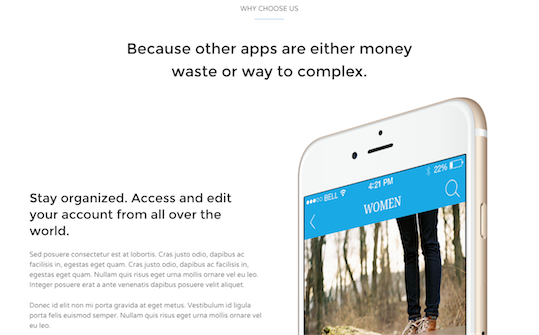 WHY CHOOSE US
Because other apps are either money
waste or way to complex.
Stay organized. Access and edit
your account from all over the
world.
Sed posuere consectetur est at lobortis. Cras justo odio, dapibus ac
facilisis in, egestas eget quam. Cras justo odio, dapibus ac facilisis in,
egestas eget quam. Nullam quis risus eget urna mollis ornare vel eu leo.
Integer posuere erat a ante venenatis dapibus posuere velit aliquet.
Donec id elit non mi porta gravida at eget metus. Vestibulum id ligula
porta felis euismod semper. Nullam quis risus eget urna mollis ornare vel
eu leo.
BELL 4:21 PM 22%
WOMEN